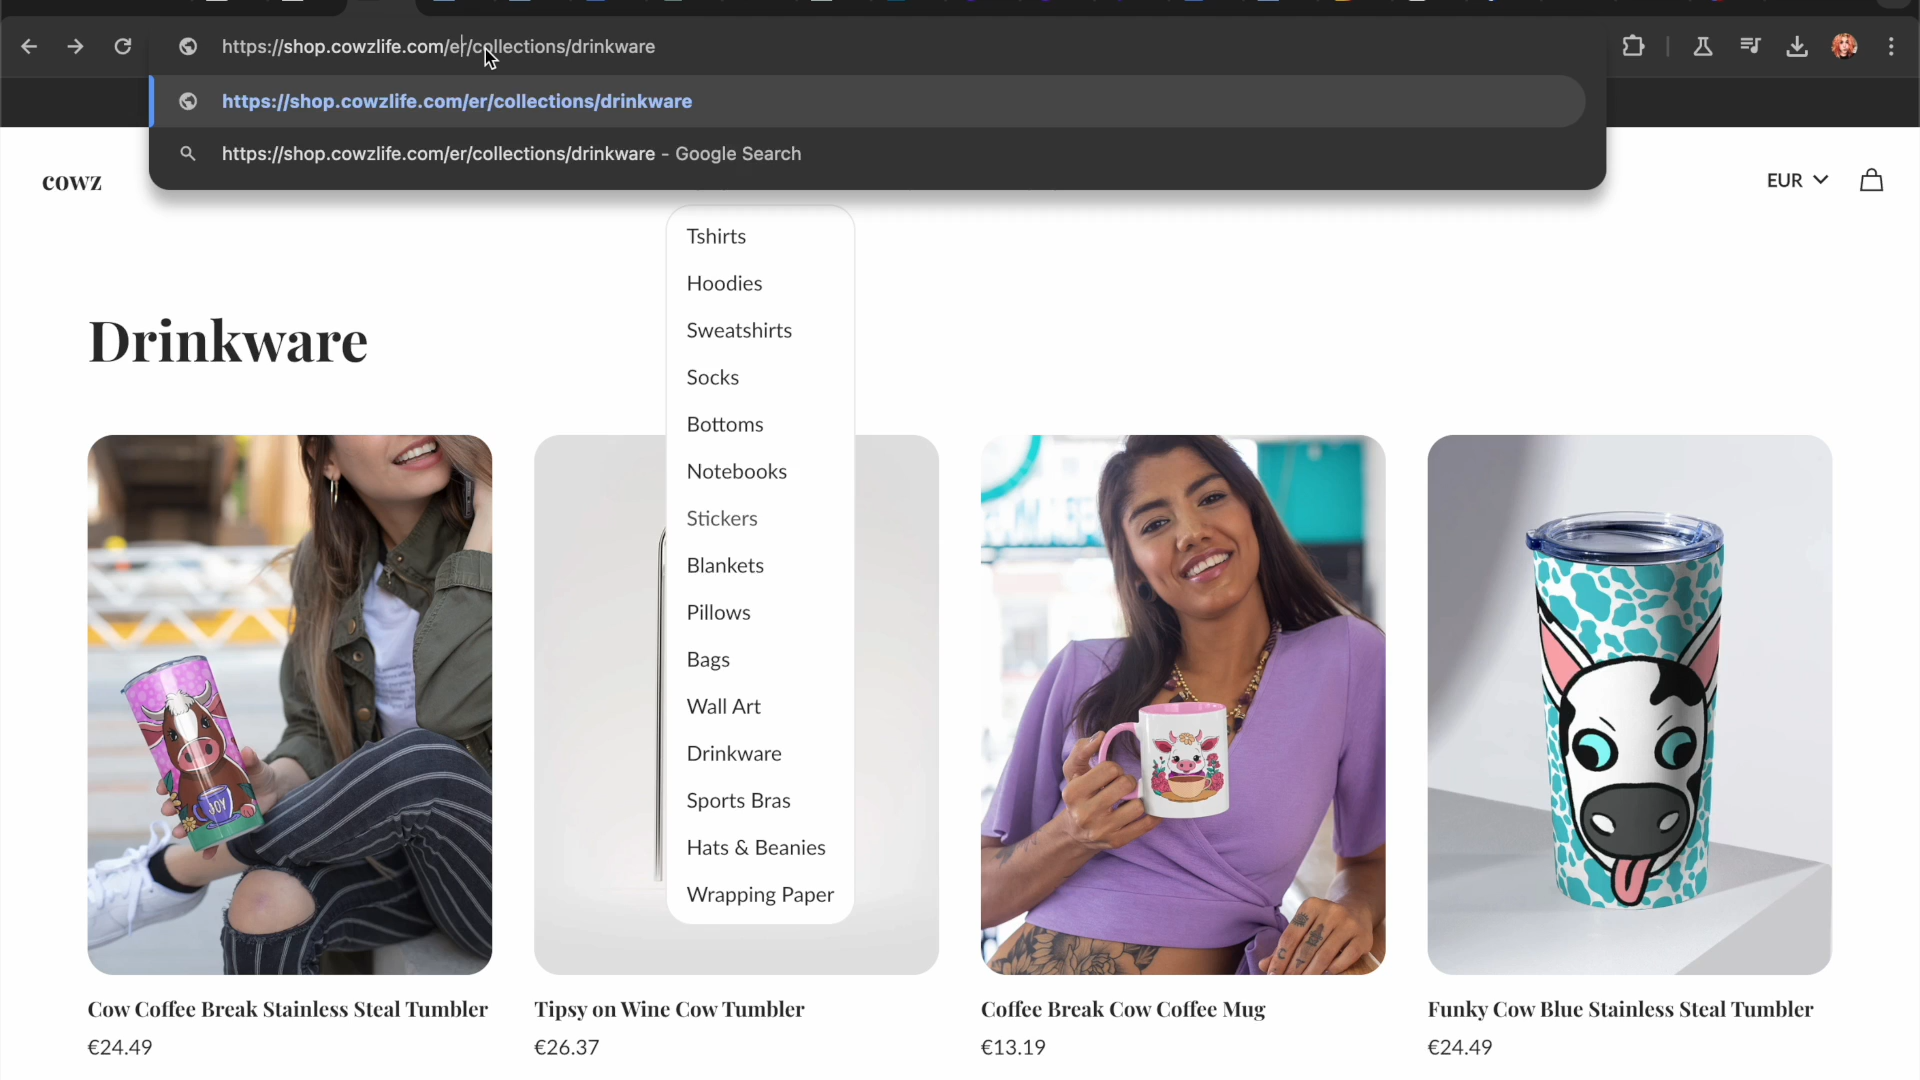 https://shop.cowzlife.com/er/collections/drinkware
https://shop.cowzlife.com/er/collections/drinkware
https://shop.cowzlife.com/er/collections/drinkware – Google Search
cowz
EUR
Tshirts
Hoodies
Sweatshirts
Socks
Bottoms
Notebooks
Stickers
Blankets
Pillows
Bags
Wall Art
Drinkware
Sports Bras
Hats & Beanies
Wrapping Paper
Drinkware
JOY
Cow Coffee Break Stainless Steal Tumbler
€24.49
Tipsy on Wine Cow Tumbler
€26.37
Coffee Break Cow Coffee Mug
€13.19
Funky Cow Blue Stainless Steal Tumbler
€24.49